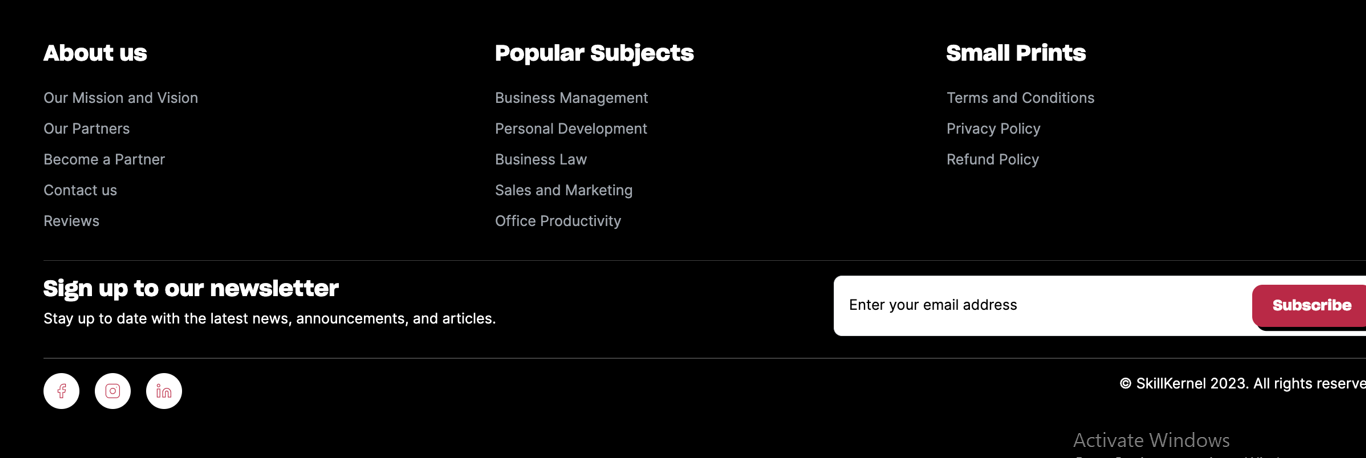 About us
Our Mission and Vision
Our Partners
Become a Partner
Contact us
Reviews
Popular Subjects
Business Management
Personal Development
Business Law
Sales and Marketing
Office Productivity
Small Prints
Terms and Conditions
Privacy Policy
Refund Policy
Sign up to our newsletter
Stay up to date with the latest news, announcements, and articles.
Enter your email address
Subscribe
© SkillKernel 2023. All rights reserve
Activate Windows